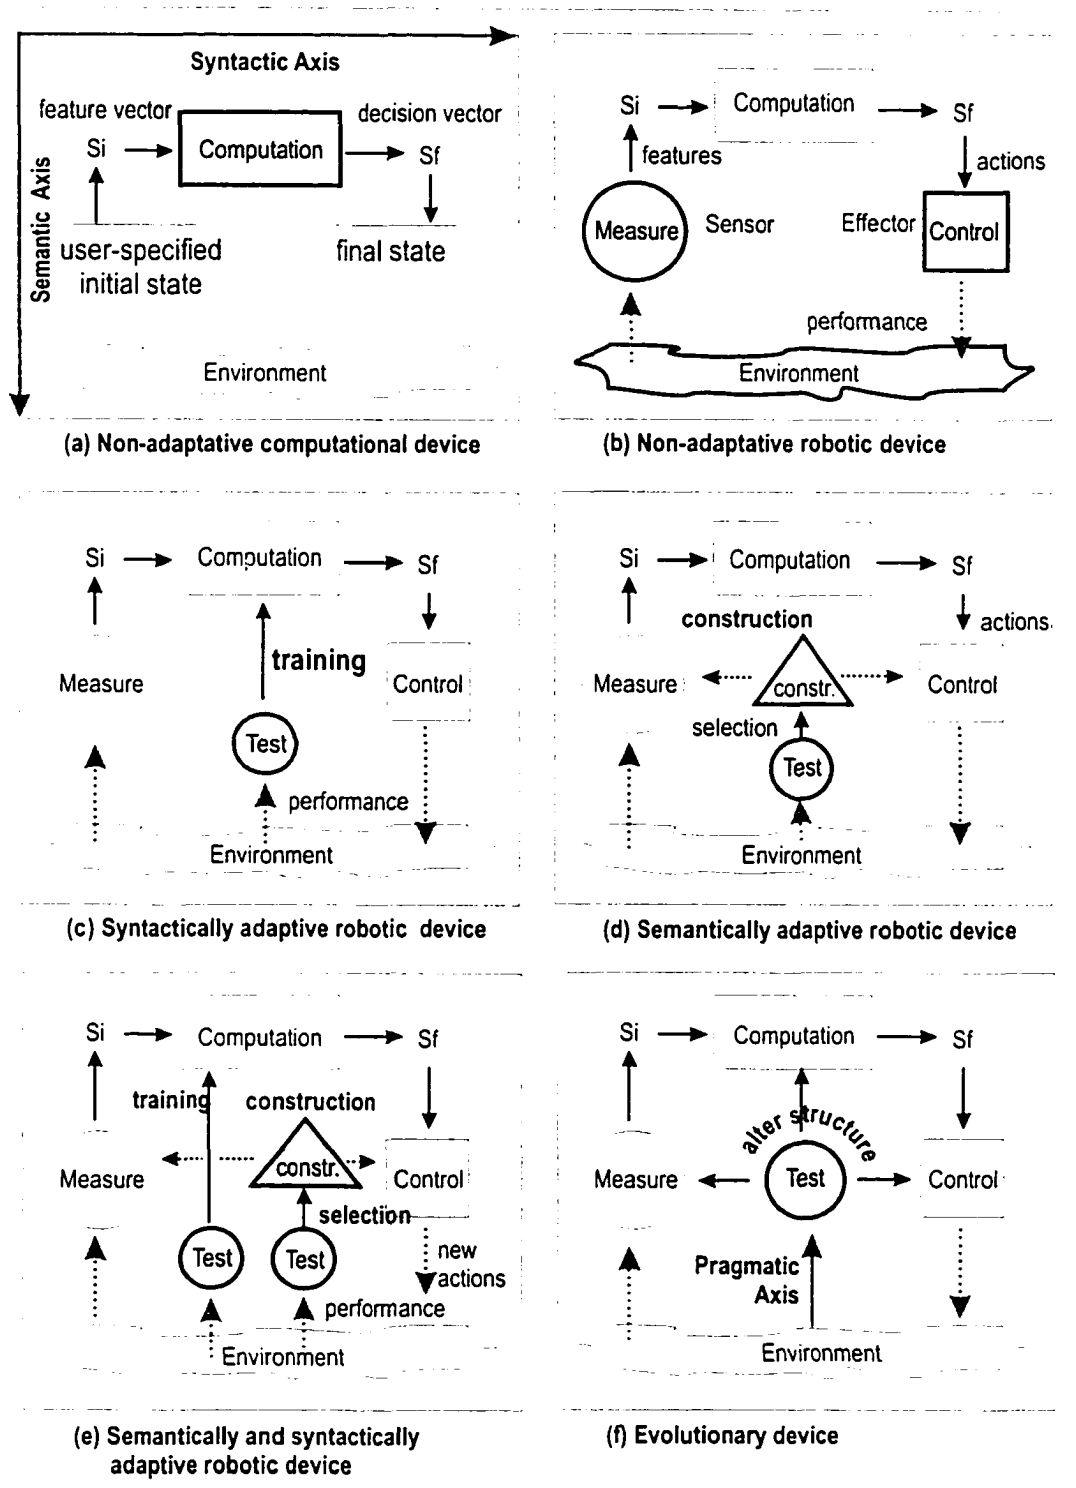 Syntactic Axis
Semantic Axis
feature vector
decision vector
Si
Computation
Sf
user-specified
initial state
final state
Environment
(a) Non-adaptative computational device
Si
Computation
Sf
features
actions
Measure
Sensor
Effector
Control
performance
Environment
(b) Non-adaptative robotic device
Si
Computation
Sf
training
Measure
Control
Test
performance
Environment
(c) Syntactically adaptive robotic device
Si
Computation
Sf
construction
actions
Measure
constr.
Control
selection
Test
Environment
(d) Semantically adaptive robotic device
Si
Computation
Sf
training
construction
Measure
constr.
Control
selection
Test
Test
new
actions
performance
Environment
(e) Semantically and syntactically
adaptive robotic device
Si
Computation
Sf
alter structure
Measure
Test
Control
Pragmatic
Axis
Environment
(f) Evolutionary device